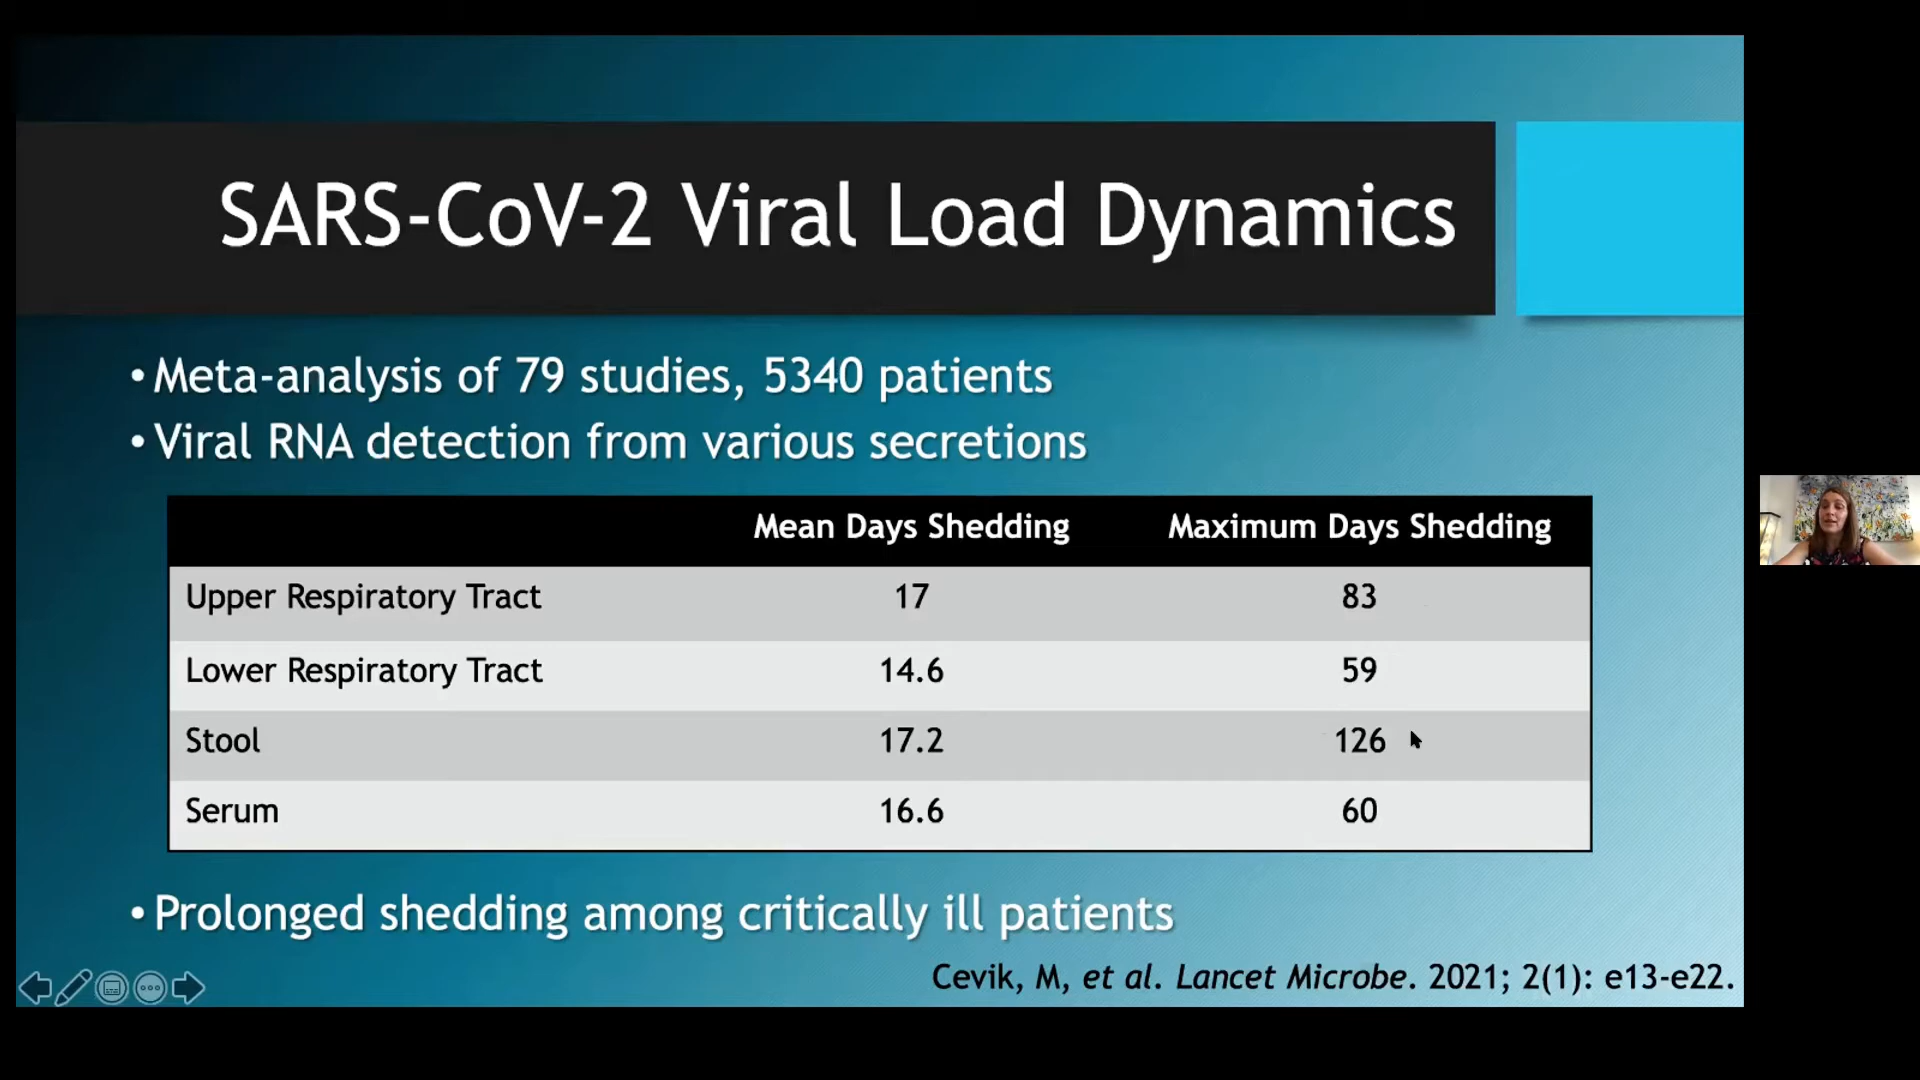 SARS-CoV-2 Viral Load Dynamics
• Meta-analysis of 79 studies, 5340 patients
• Viral RNA detection from various secretions
Mean Days Shedding Maximum Days Shedding
Upper Respiratory Tract 17 83
Lower Respiratory Tract 14.6 59
Stool 17.2 126
Serum 16.6 60
• Prolonged shedding among critically ill patients
Cevik, M, et al. Lancet Microbe. 2021; 2(1): e13-e22.